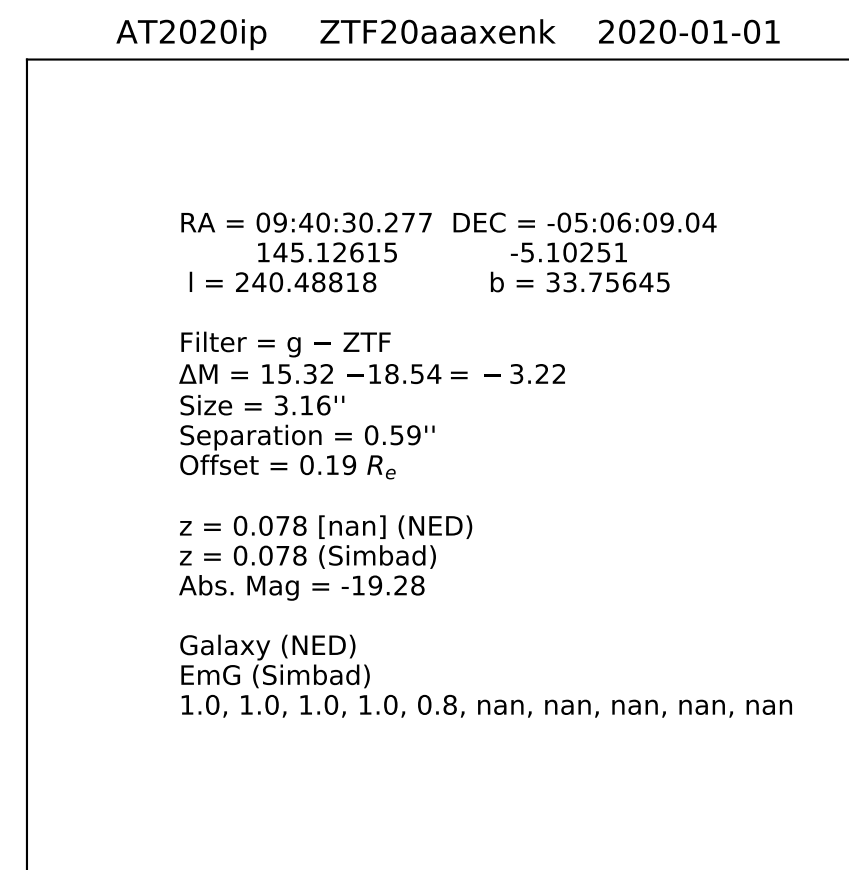 AT2020ip ZTF20aaaxenk 2020-01-01
RA = 09:40:30.277 DEC = -05:06:09.04
145.12615 -5.10251
l = 240.48818 b = 33.75645
Filter = g − ZTF
ΔM = 15.32 −18.54 = −3.22
Size = 3.16''
Separation = 0.59''
Offset = 0.19 Re
z = 0.078 [nan] (NED)
z = 0.078 (Simbad)
Abs. Mag = -19.28
Galaxy (NED)
EmG (Simbad)
1.0, 1.0, 1.0, 1.0, 0.8, nan, nan, nan, nan, nan